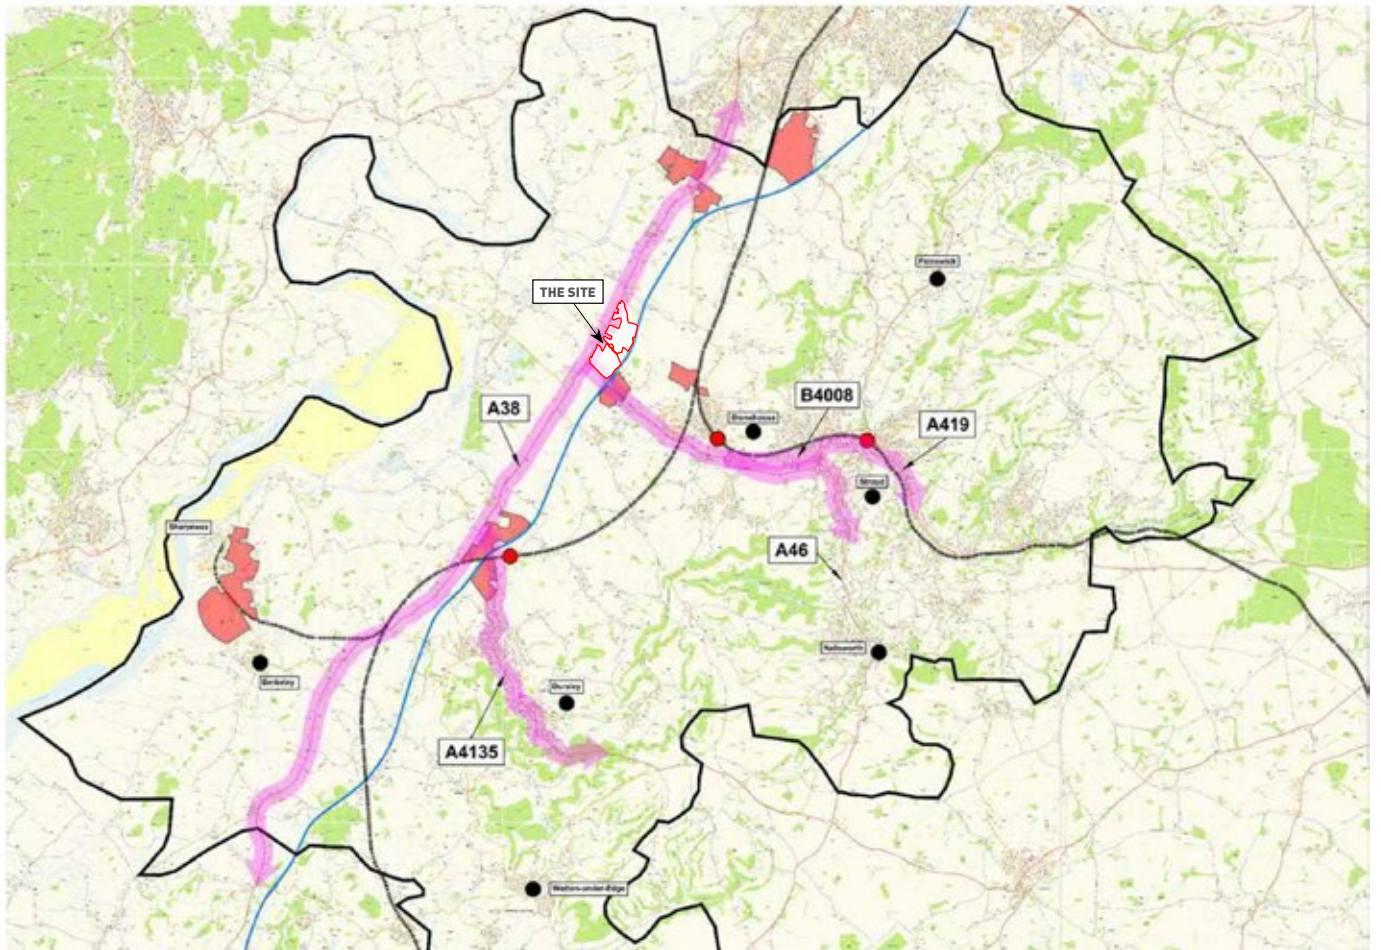 Painswick
THE SITE
B4008
A38
Stonehouse
A419
Stroud
Sharpness
A46
Nailsworth
Berkeley
Dursley
A4135
Wotton-under-Edge